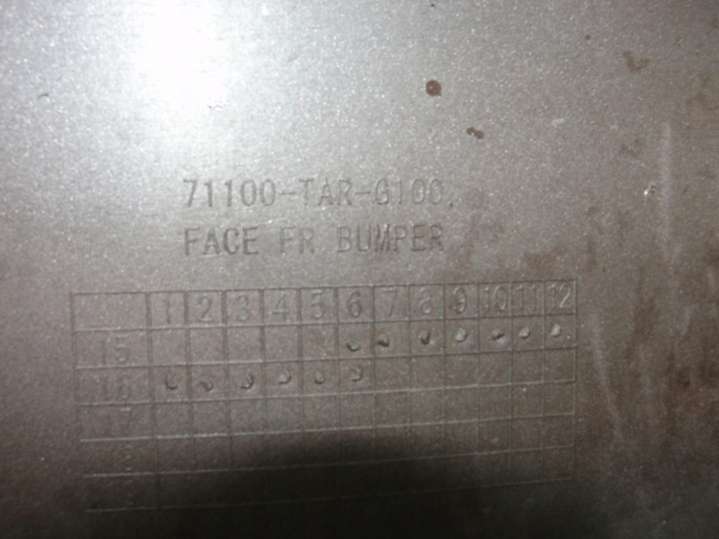 71100-TAR-G100,
FACE FR BUMPER
1 2 3 4 5 6 7 8 9 10 11 12
15
16
17